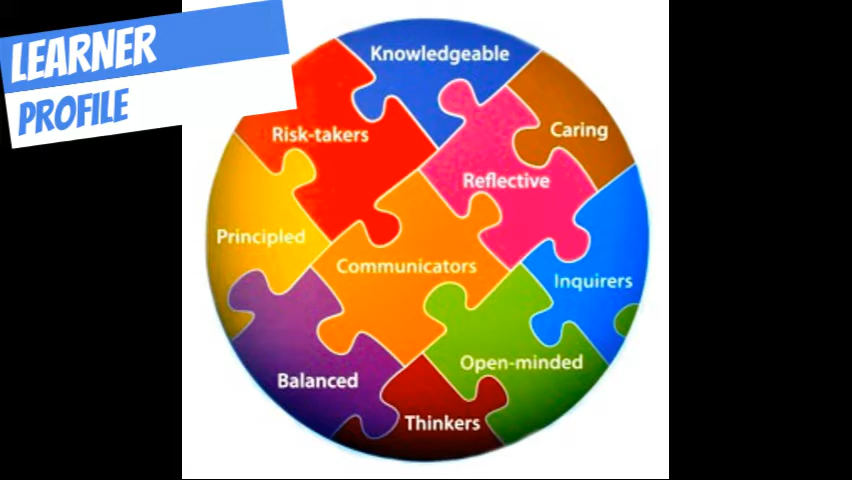 LEARNER
PROFILE
Knowledgeable
Caring
Risk-takers
Reflective
Principled
Communicators
Inquirers
Open-minded
Balanced
Thinkers